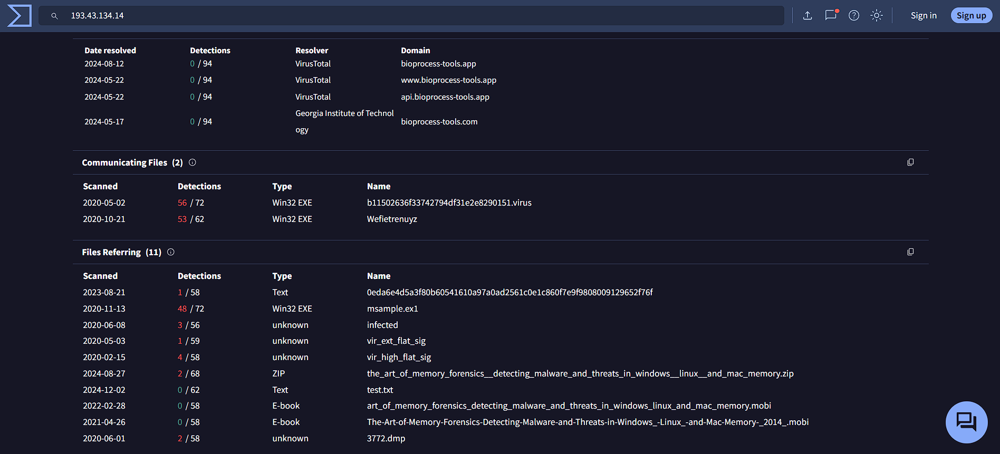 193.43.134.14
Sign in
Sign up
Date resolved Detections Resolver Domain
2024-08-12 0 / 94 VirusTotal bioprocess-tools.app
2024-05-22 0 / 94 VirusTotal www.bioprocess-tools.app
2024-05-22 0 / 94 VirusTotal api.bioprocess-tools.app
2024-05-17 0 / 94 Georgia Institute of Technol
ogy bioprocess-tools.com
Communicating Files (2)
Scanned Detections Type Name
2020-05-02 56 / 72 Win32 EXE b11502636f33742794df31e2e8290151.virus
2020-10-21 53 / 62 Win32 EXE Wefietrenuyz
Files Referring (11)
Scanned Detections Type Name
2023-08-21 1 / 58 Text 0eda6e4d5a3f80b60541610a97a0ad2561c0e1c860f7e9f9808009129652f76f
2020-11-13 48 / 72 Win32 EXE msample.ex1
2020-06-08 3 / 56 unknown infected
2020-05-03 1 / 59 unknown vir_ext_flat_sig
2020-02-15 4 / 58 unknown vir_high_flat_sig
2024-08-27 2 / 68 ZIP the_art_of_memory_forensics__detecting_malware_and_threats_in_windows__linux__and_mac_memory.zip
2024-12-02 0 / 62 Text test.txt
2022-02-28 0 / 58 E-book art_of_memory_forensics_detecting_malware_and_threats_in_windows_linux_and_mac_memory.mobi
2021-04-26 0 / 58 E-book The-Art-of-Memory-Forensics-Detecting-Malware-and-Threats-in-Windows_-Linux_-and-Mac-Memory-_2014_.mobi
2020-06-01 2 / 58 unknown 3772.dmp